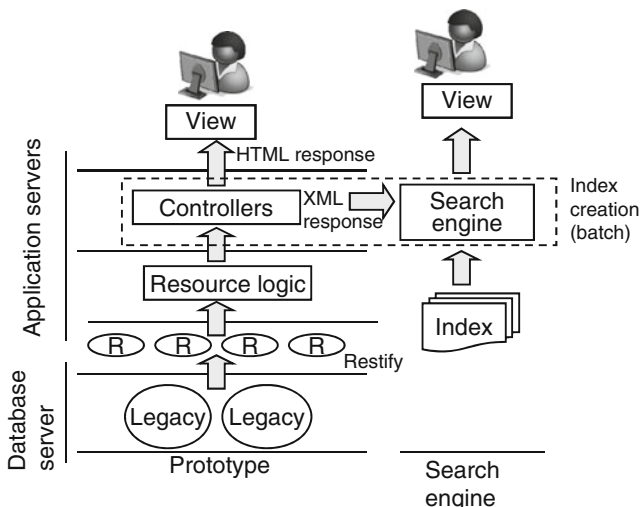 View
View
HTML response
Application servers
Controllers
XML
response
Search
engine
Index
creation
(batch)
Resource logic
Index
R
R
R
R
Restify
Database
server
Legacy
Legacy
Prototype
Search
engine